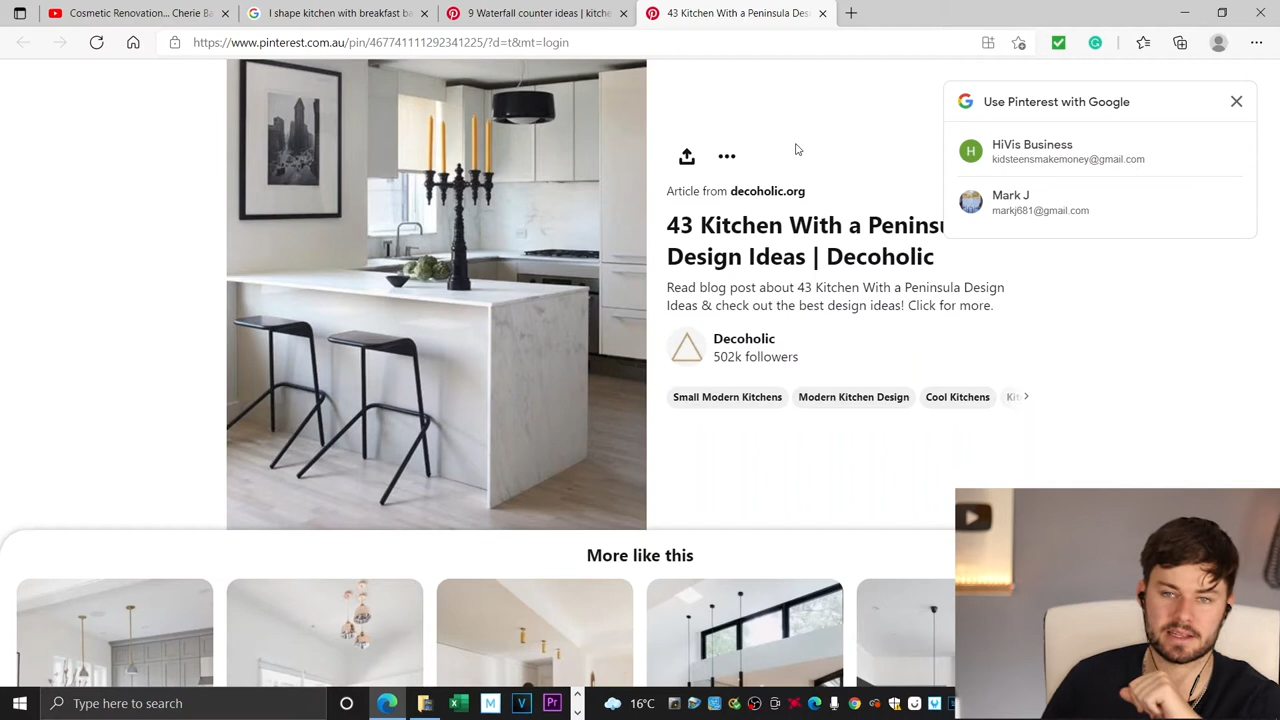 Cosmetic Renovation... Cherie Ba
I shape kitchen with breakfast ba
9 Waterfall counter ideas | kitche
43 Kitchen With a Peninsula Des
https://www.pinterest.com.au/pin/467741111292341225/?d=t&mt=login
Use Pinterest with Google
HiVis Business
kidsteensmakemoney@gmail.com
Mark J
markj681@gmail.com
Article from decoholic.org
43 Kitchen With a Peninsu
Design Ideas | Decoholic
Read blog post about 43 Kitchen With a Peninsula Design
Ideas & check out the best design ideas! Click for more.
Decoholic
502k followers
Small Modern Kitchens
Modern Kitchen Design
Cool Kitchens
Kit
More like this
Type here to search
16°C